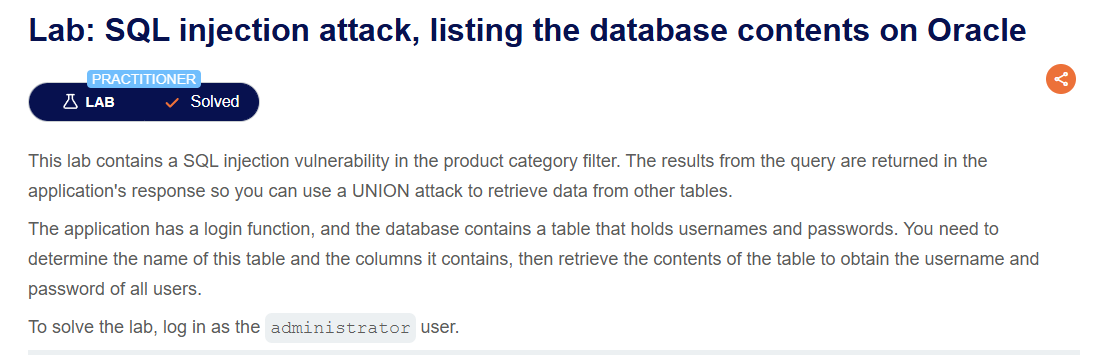 Lab: SQL injection attack, listing the database contents on Oracle
PRACTITIONER
LAB Solved
This lab contains a SQL injection vulnerability in the product category filter. The results from the query are returned in the
application's response so you can use a UNION attack to retrieve data from other tables.
The application has a login function, and the database contains a table that holds usernames and passwords. You need to
determine the name of this table and the columns it contains, then retrieve the contents of the table to obtain the username and
password of all users.
To solve the lab, log in as the administrator user.